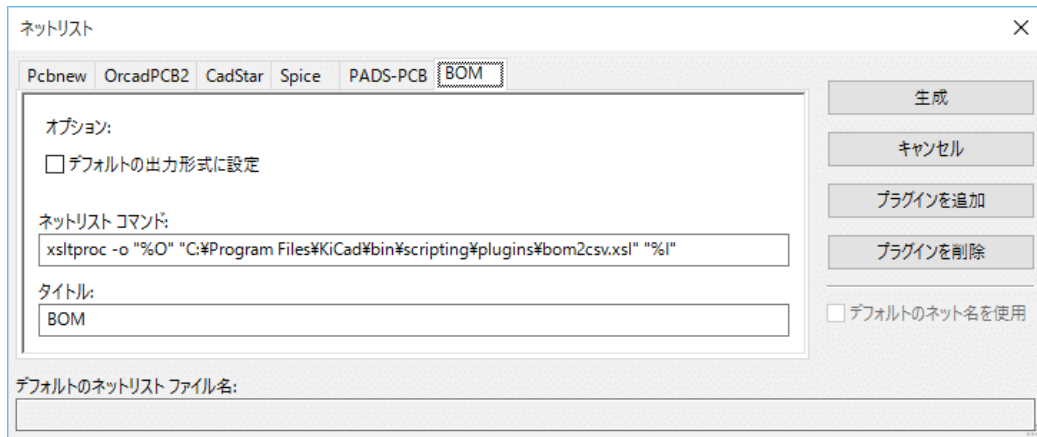 ネットリスト
Pcbnew OrcadPCB2 CadStar Spice PADS-PCB BOM
オプション:
デフォルトの出力形式に設定
ネットリスト コマンド:
xsltproc -o "%O" "C:¥Program Files¥KiCad¥bin¥scripting¥plugins¥bom2csv.xsl" "%I"
タイトル:
BOM
生成
キャンセル
プラグインを追加
プラグインを削除
デフォルトのネット名を使用
デフォルトのネットリスト ファイル名: